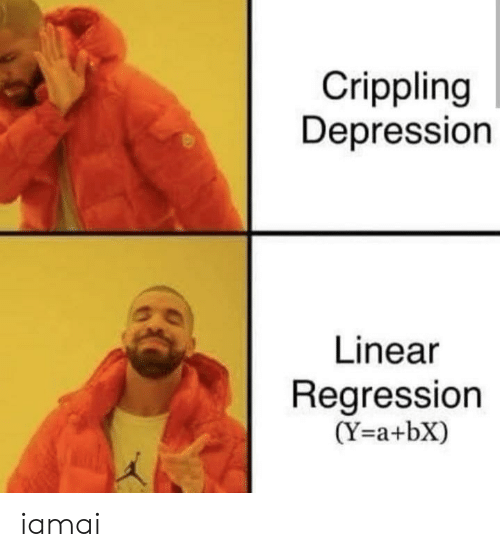 Crippling
Depression
Linear
Regression
(Y=a+bX)
iamai